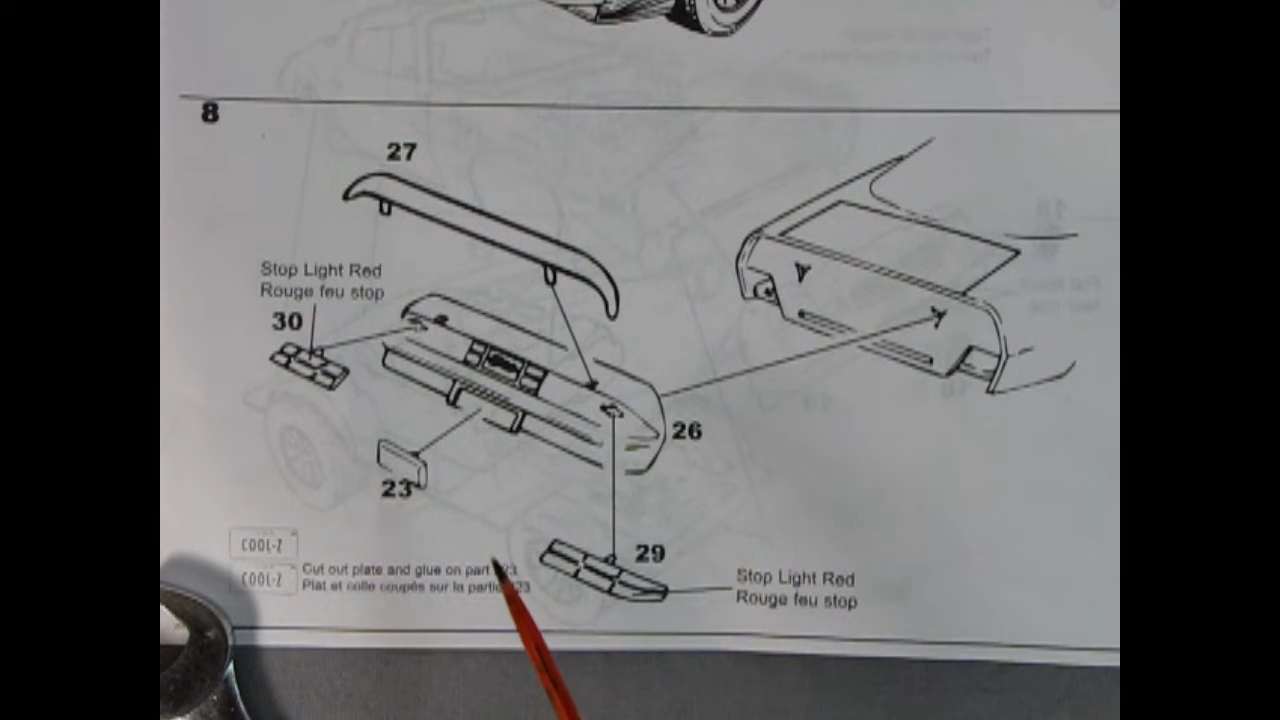 8
27
Stop Light Red
Rouge feu stop
30
26
23
29
Stop Light Red
Rouge feu stop
COOL-Z
COOL-Z
Cut out plate and glue on part 23
Plat et colle coupés sur la partie 23